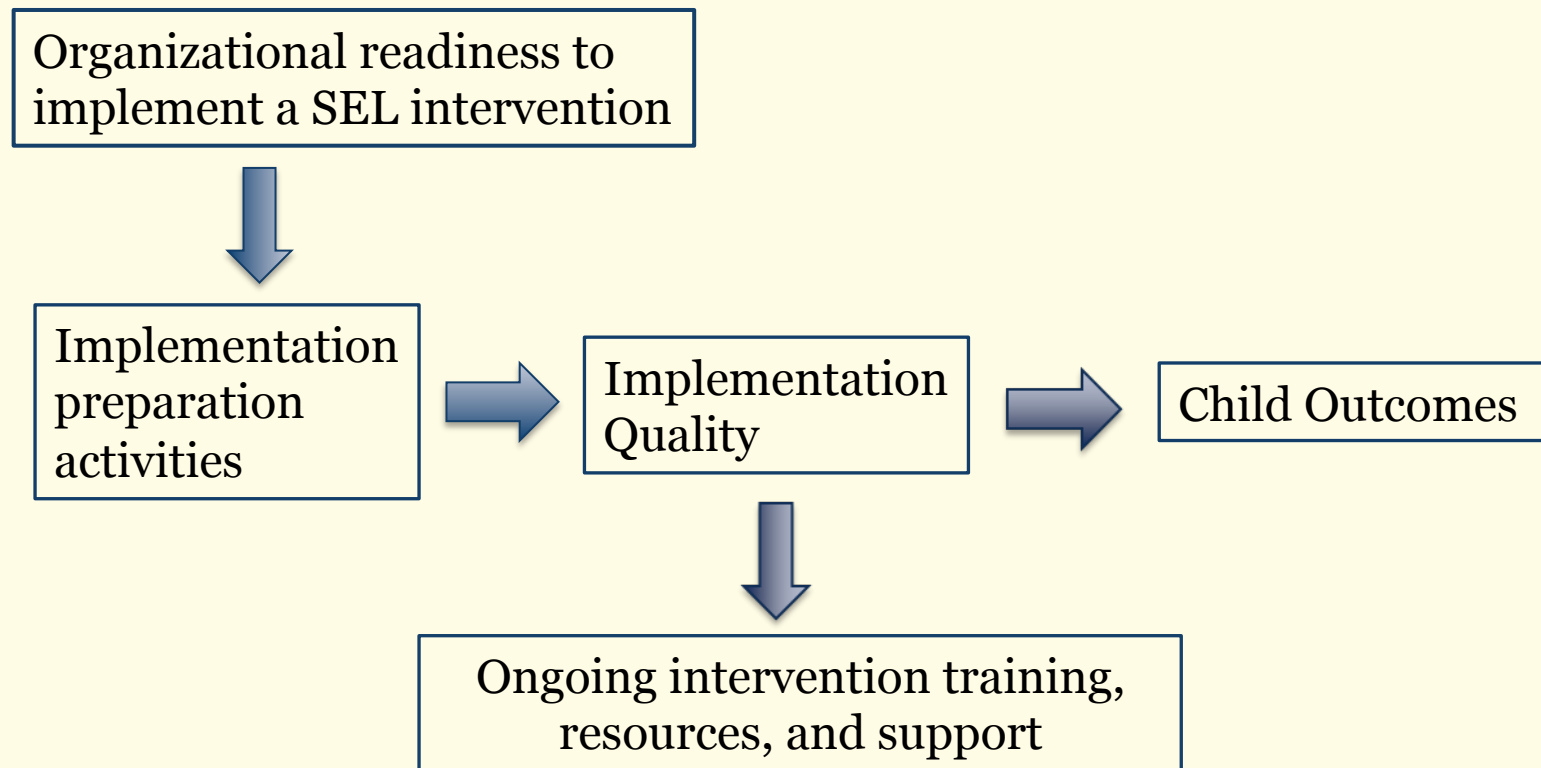 Organizational readiness to
implement a SEL intervention
Implementation
preparation
activities
Implementation
Quality
Child Outcomes
Ongoing intervention training,
resources, and support